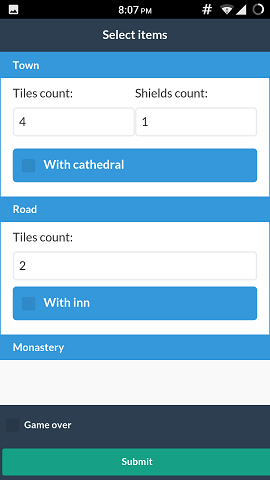 8:07 PM
Select items
Town
Tiles count: Shields count:
4 1
With cathedral
Road
Tiles count:
2
With inn
Monastery
Game over
Submit